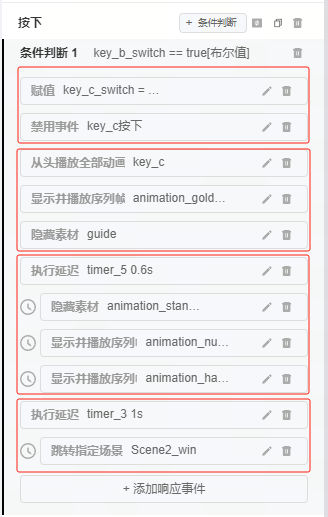 按下
+ 条件判断
条件判断 1 key_b_switch == true[布尔值]
赋值 key_c_switch = ...
禁用事件 key_c按下
从头播放全部动画 key_c
显示并播放序列帧 animation_gold...
隐藏素材 guide
执行延迟 timer_5 0.6s
隐藏素材 animation_stan...
显示并播放序列 animation_nu...
显示并播放序列 animation_ha...
执行延迟 timer_3 1s
跳转指定场景 Scene2_win
+ 添加响应事件